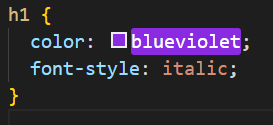 h1 {
  color: blueviolet;
  font-style: italic;
}